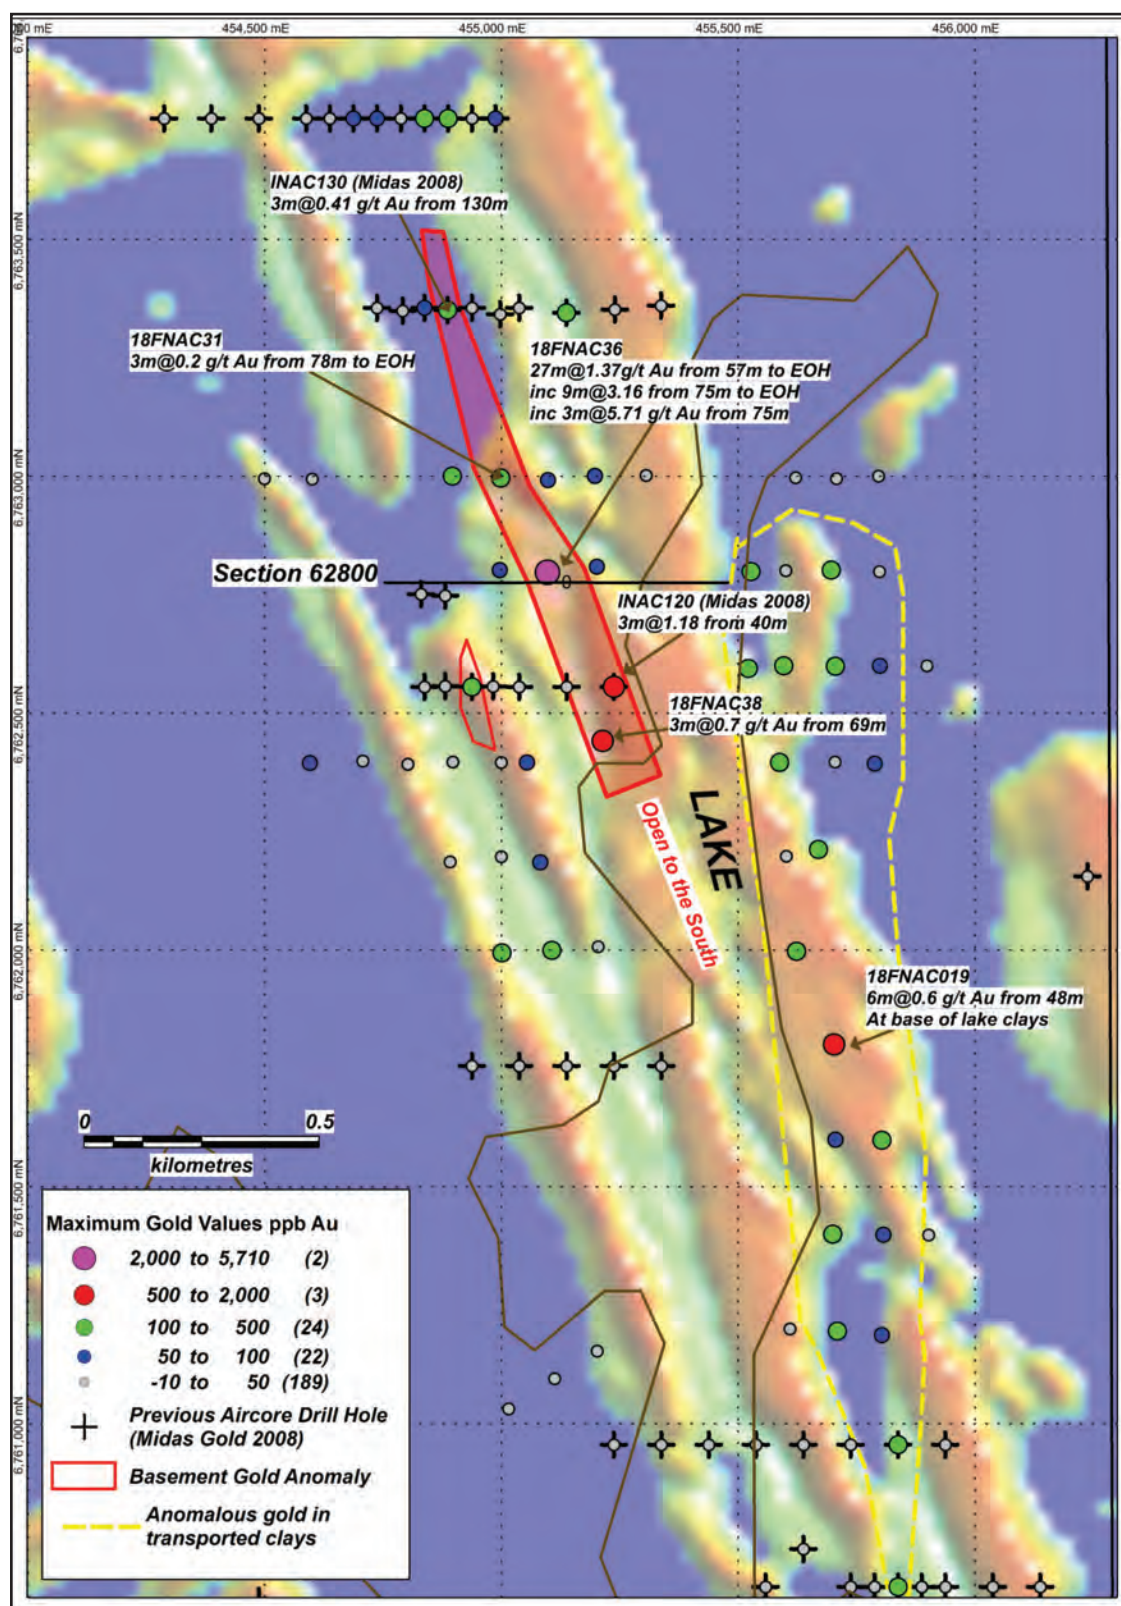 000 mE
454,500 mE
455,000 mE
455,500 mE
456,000 mE
INAC130 (Midas 2008)
3m@0.41 g/t Au from 130m
6,763,500 mN
18FNAC31
3m@0.2 g/t Au from 78m to EOH
18FNAC36
27m@1.37g/t Au from 57m to EOH
inc 9m@3.16 from 75m to EOH
inc 3m@5.71 g/t Au from 75m
6,763,000 mN
Section 62800
0
INAC120 (Midas 2008)
3m@1.18 from 40m
18FNAC38
3m@0.7 g/t Au from 69m
6,762,500 mN
LAKE
Open to the South
6,762,000 mN
18FNAC019
6m@0.6 g/t Au from 48m
At base of lake clays
0 0.5
kilometres
6,761,500 mN
Maximum Gold Values ppb Au
2,000 to 5,710 (2)
500 to 2,000 (3)
100 to 500 (24)
50 to 100 (22)
-10 to 50 (189)
Previous Aircore Drill Hole
(Midas Gold 2008)
Basement Gold Anomaly
Anomalous gold in
transported clays
6,761,000 mN